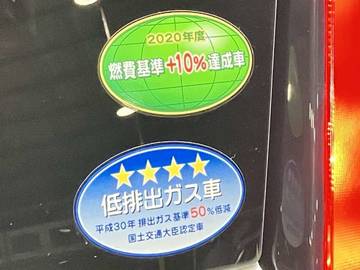 2020年度
燃費基準+10%達成車
低排出ガス車
平成30年 排出ガス基準50%低減
国土交通大臣認定車